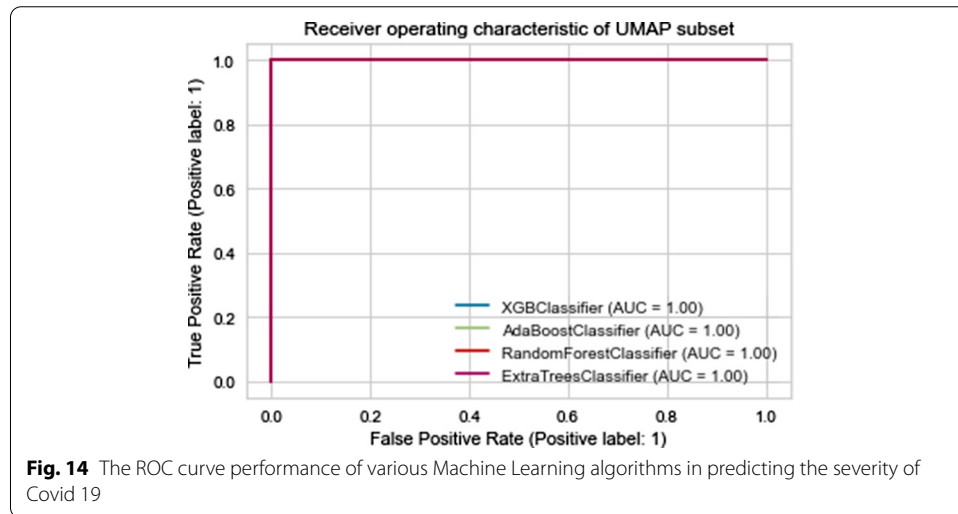 Receiver operating characteristic of UMAP subset
True Positive Rate (Positive label: 1)
1.0
0.8
0.6
0.4
0.2
0.0
XGBClassifier (AUC = 1.00)
AdaBoostClassifier (AUC = 1.00)
RandomForestClassifier (AUC = 1.00)
ExtraTreesClassifier (AUC = 1.00)
0.0 0.2 0.4 0.6 0.8 1.0
False Positive Rate (Positive label: 1)
Fig. 14 The ROC curve performance of various Machine Learning algorithms in predicting the severity of
Covid 19